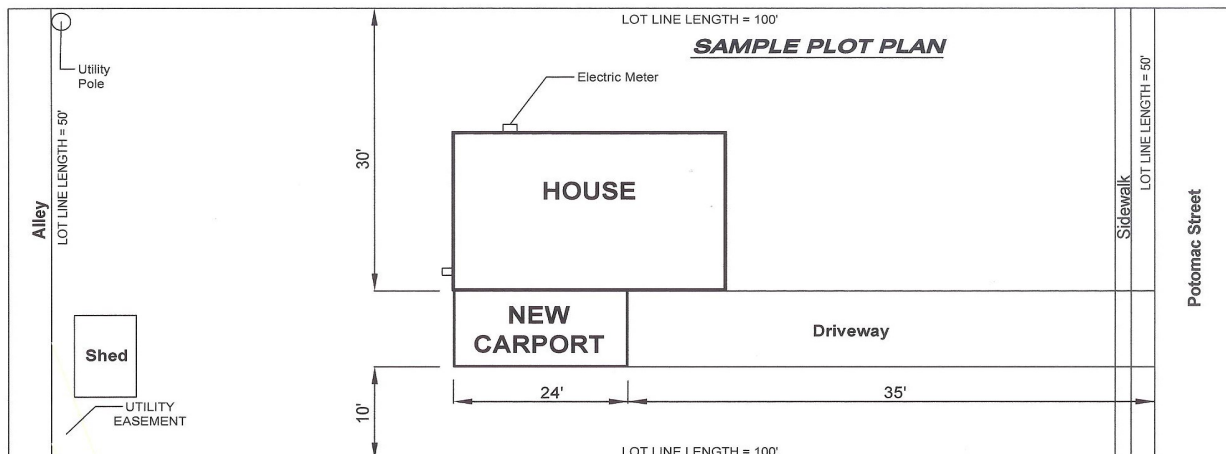 LOT LINE LENGTH = 100'
SAMPLE PLOT PLAN
Utility
Pole
Electric Meter
LOT LINE LENGTH = 50'
LOT LINE LENGTH = 50'
30'
HOUSE
Alley
Sidewalk
Potomac Street
NEW
CARPORT
Driveway
Shed
24'
35'
UTILITY
EASEMENT
10'
LOT LINE LENGTH = 100'